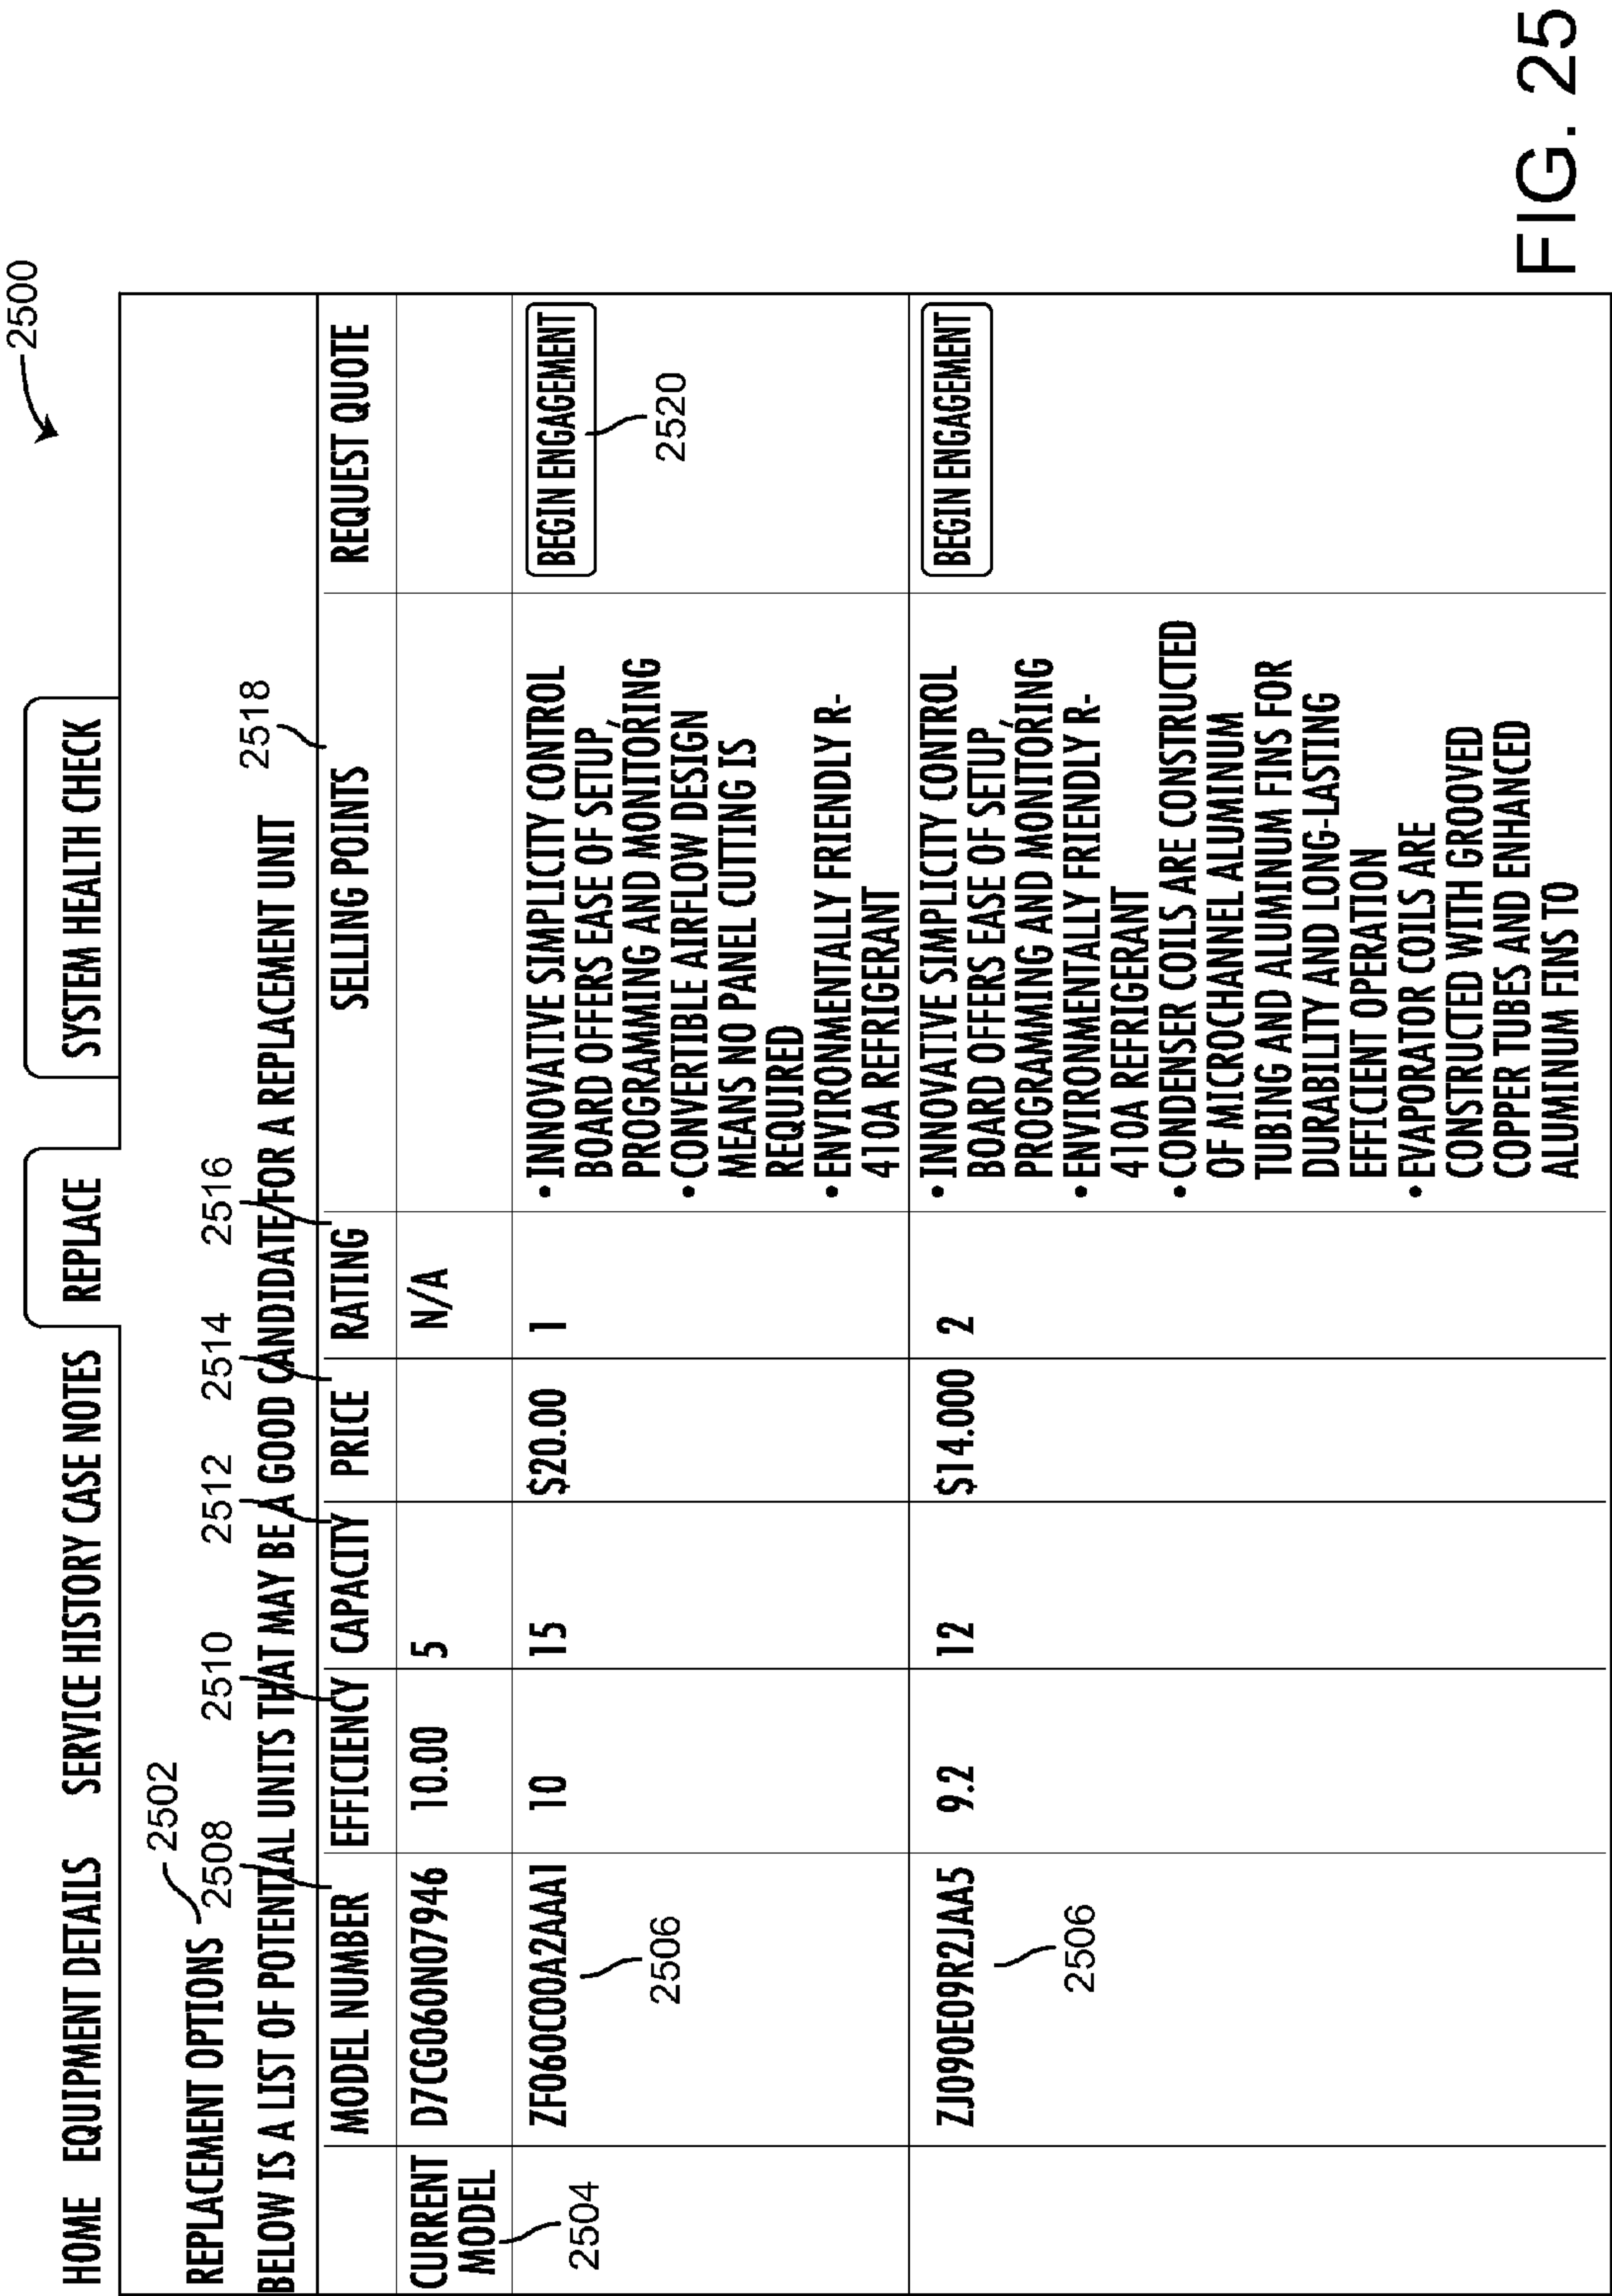 2500
HOME EQUIPMENT DETAILS SERVICE HISTORY CASE NOTES REPLACE SYSTEM HEALTH CHECK
REPLACEMENT OPTIONS 2502
2508 2510 2512 2514 2516 2518
BELOW IS A LIST OF POTENTIAL UNITS THAT MAY BE A GOOD CANDIDATE FOR A REPLACEMENT UNIT
MODEL NUMBER EFFICIENCY CAPACITY PRICE RATING SELLING POINTS REQUEST QUOTE
CURRENT MODEL
2504
D7CG060N07946 10.00 5 N/A
ZF060C00A2AAA1 10 15 $20.00 1
2506
• INNOVATIVE SIMPLICITY CONTROL
BOARD OFFERS EASE OF SETUP,
PROGRAMMING AND MONITORING
• CONVERTIBLE AIRFLOW DESIGN
MEANS NO PANEL CUTTING IS
REQUIRED
• ENVIRONMENTALLY FRIENDLY R-
410A REFRIGERANT
BEGIN ENGAGEMENT
2520
ZJ090E09R2JAA5 9.2 12 $14.000 2
2506
• INNOVATIVE SIMPLICITY CONTROL
BOARD OFFERS EASE OF SETUP,
PROGRAMMING AND MONITORING
• ENVIRONMENTALLY FRIENDLY R-
410A REFRIGERANT
• CONDENSER COILS ARE CONSTRUCTED
OF MICROCHANNEL ALUMINUM
TUBING AND ALUMINUM FINS FOR
DURABILITY AND LONG-LASTING
EFFICIENT OPERATION
• EVAPORATOR COILS ARE
CONSTRUCTED WITH GROOVED
COPPER TUBES AND ENHANCED
ALUMINUM FINS TO
BEGIN ENGAGEMENT
FIG. 25